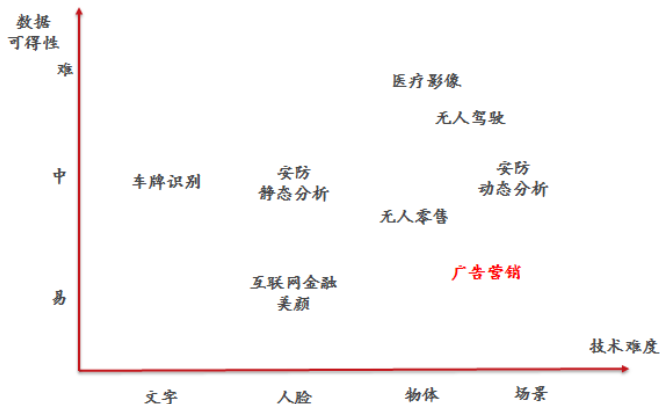 数据
可得性
难
医疗影像
无人驾驶
中
车牌识别
安防
静态分析
安防
动态分析
无人零售
广告营销
易
互联网金融
美颜
技术难度
文字
人脸
物体
场景